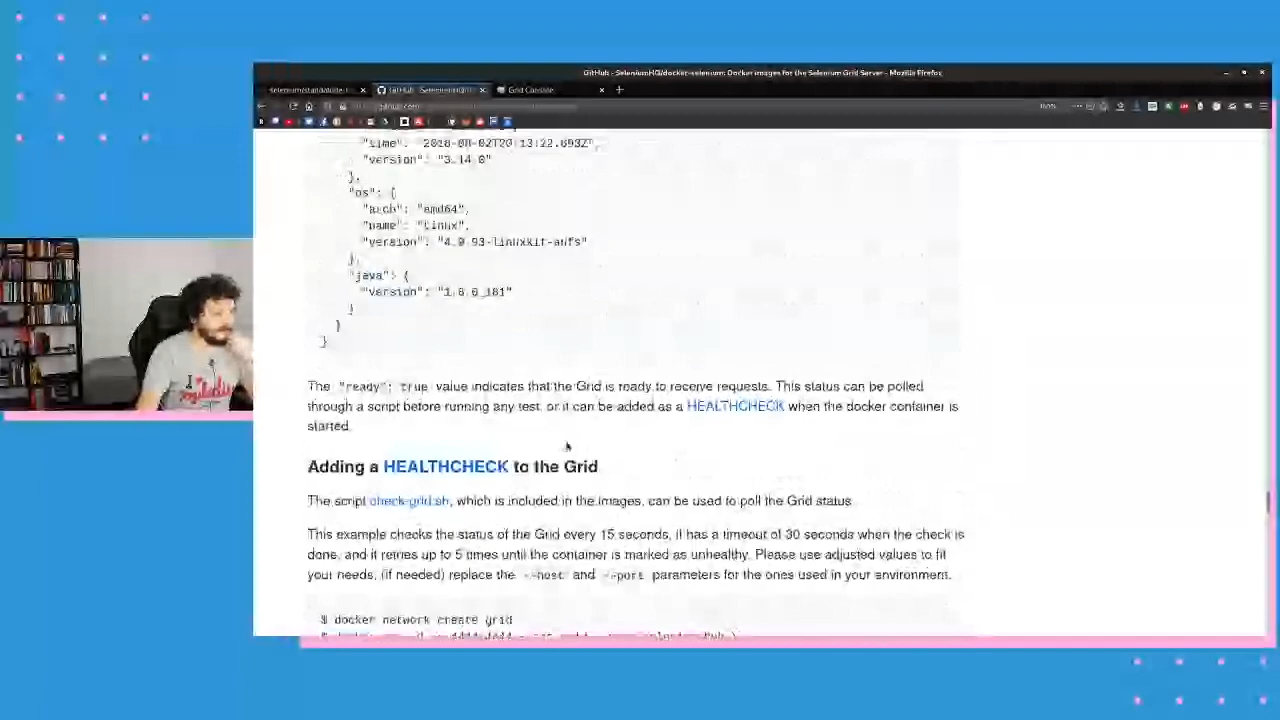 GitHub - SeleniumHQ/docker-selenium: Docker images for the Selenium Grid Server - Mozilla Firefox
Grid Console
"time": "2018-08-02T20:13:22.693Z",
"version": "3.14.0"
},
"os": {
"arch": "amd64",
"name": "Linux",
"version": "4.9.93-linuxkit-aufs"
},
"java": {
"version": "1.8.0_181"
}
}
}
The "ready": true value indicates that the Grid is ready to receive requests. This status can be polled
through a script before running any test, or it can be added as a HEALTHCHECK when the docker container is
started.
Adding a HEALTHCHECK to the Grid
The script check-grid.sh, which is included in the images, can be used to poll the Grid status.
This example checks the status of the Grid every 15 seconds, it has a timeout of 30 seconds when the check is
done, and it retries up to 5 times until the container is marked as unhealthy. Please use adjusted values to fit
your needs, (if needed) replace the --host and --port parameters for the ones used in your environment.
$ docker network create grid
I